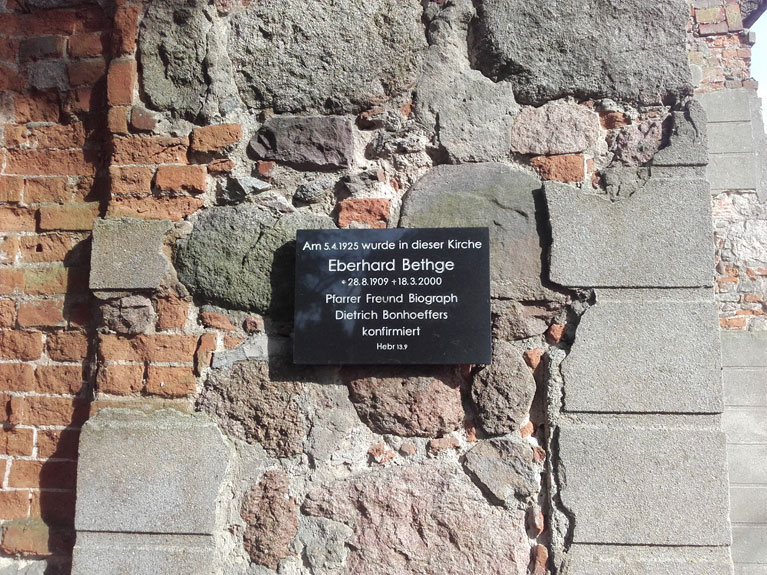 Am 5.4.1925 wurde in dieser Kirche
Eberhard Bethge
* 28.8.1909 + 18.3.2000
Pfarrer Freund Biograph
Dietrich Bonhoeffers
konfirmiert
Hebr 13.9